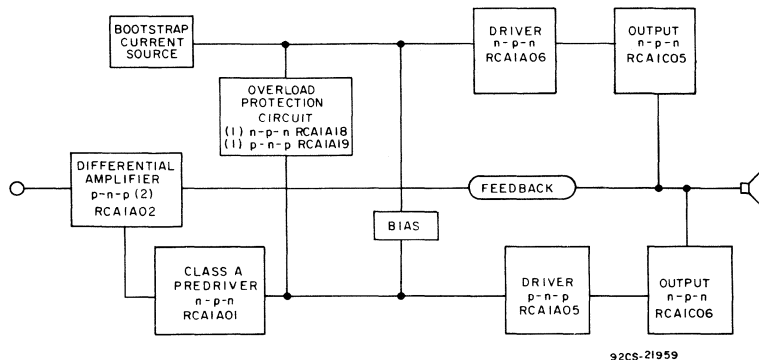 BOOTSTRAP
CURRENT
SOURCE
DRIVER
n-p-n
RCA1A06
OUTPUT
n-p-n
RCA1C05
OVERLOAD
PROTECTION
CIRCUIT
(1) n-p-n RCA1A18
(1) p-n-p RCA1A19
DIFFERENTIAL
AMPLIFIER
p-n-p (2)
RCA1A02
FEEDBACK
BIAS
CLASS A
PREDRIVER
n-p-n
RCA1A01
DRIVER
p-n-p
RCA1A05
OUTPUT
n-p-n
RCA1C06
92CS-21959